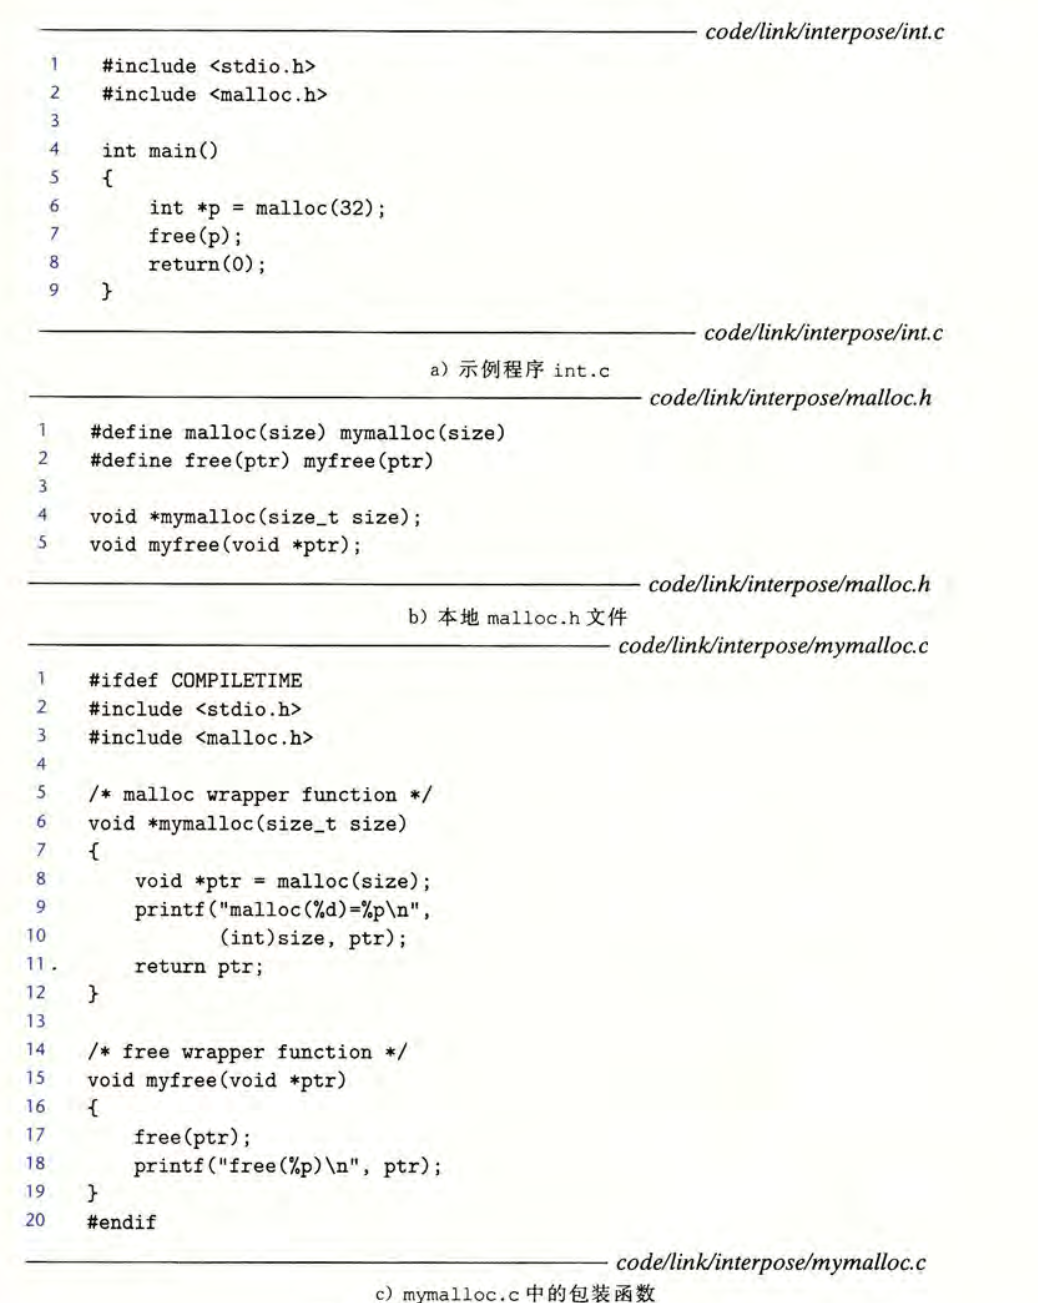 code/link/interpose/int.c
1 #include <stdio.h>
2 #include <malloc.h>
3
4 int main()
5 {
6     int *p = malloc(32);
7     free(p);
8     return(0);
9 }
code/link/interpose/int.c
a) 示例程序 int.c
code/link/interpose/malloc.h
1 #define malloc(size) mymalloc(size)
2 #define free(ptr) myfree(ptr)
3
4 void *mymalloc(size_t size);
5 void myfree(void *ptr);
code/link/interpose/malloc.h
b) 本地 malloc.h 文件
code/link/interpose/mymalloc.c
1 #ifdef COMPILETIME
2 #include <stdio.h>
3 #include <malloc.h>
4
5 /* malloc wrapper function */
6 void *mymalloc(size_t size)
7 {
8     void *ptr = malloc(size);
9     printf("malloc(%d)=%p\n",
10            (int)size, ptr);
11 .    return ptr;
12 }
13
14 /* free wrapper function */
15 void myfree(void *ptr)
16 {
17     free(ptr);
18     printf("free(%p)\n", ptr);
19 }
20 #endif
code/link/interpose/mymalloc.c
c) mymalloc.c 中的包装函数